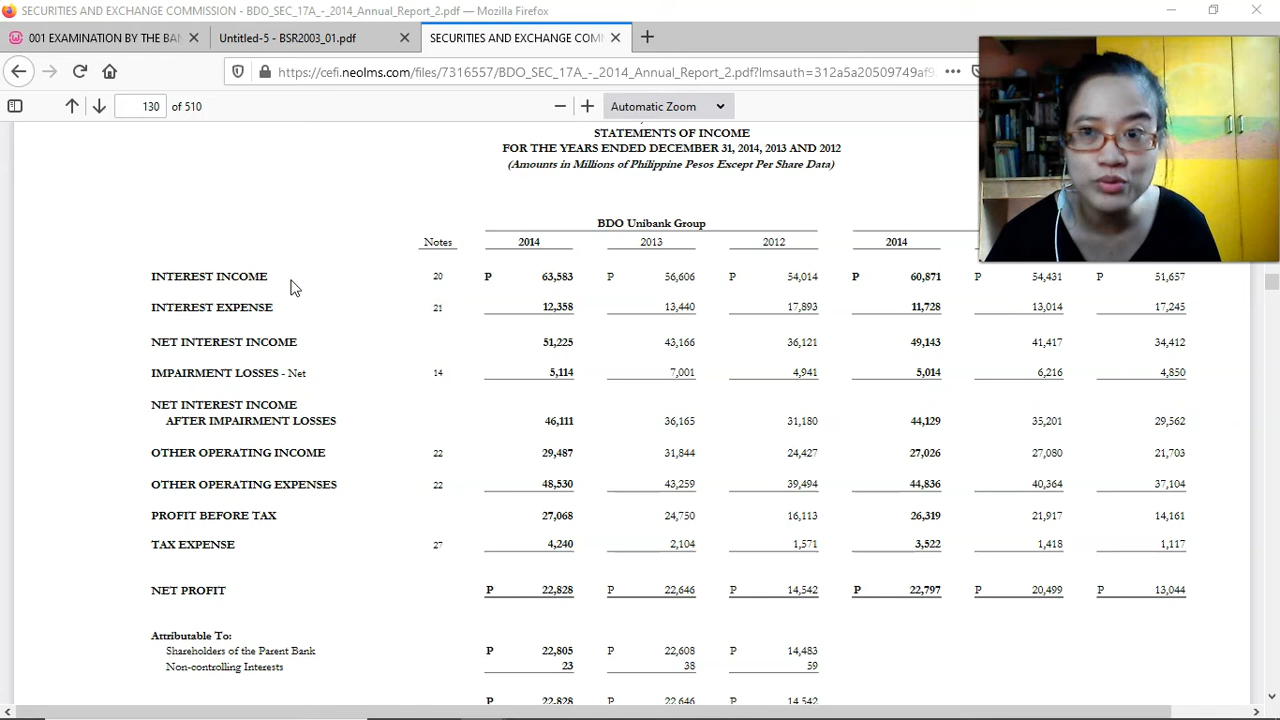 SECURITIES AND EXCHANGE COMMISSION - BDO_SEC_17A_-_2014_Annual_Report_2.pdf — Mozilla Firefox
001 EXAMINATION BY THE BAN
Untitled-5 - BSR2003_01.pdf
SECURITIES AND EXCHANGE COMM
https://cefi.neolms.com/files/7316557/BDO_SEC_17A_-_2014_Annual_Report_2.pdf?lmsauth=312a5a20509749af9
130 of 510 Automatic Zoom
STATEMENTS OF INCOME
FOR THE YEARS ENDED DECEMBER 31, 2014, 2013 AND 2012
(Amounts in Millions of Philippine Pesos Except Per Share Data)
BDO Unibank Group
Notes 2014 2013 2012 2014
INTEREST INCOME 20 P 63,583 P 56,606 P 54,014 P 60,871 P 54,431 P 51,657
INTEREST EXPENSE 21 12,358 13,440 17,893 11,728 13,014 17,245
NET INTEREST INCOME 51,225 43,166 36,121 49,143 41,417 34,412
IMPAIRMENT LOSSES - Net 14 5,114 7,001 4,941 5,014 6,216 4,850
NET INTEREST INCOME
AFTER IMPAIRMENT LOSSES 46,111 36,165 31,180 44,129 35,201 29,562
OTHER OPERATING INCOME 22 29,487 31,844 24,427 27,026 27,080 21,703
OTHER OPERATING EXPENSES 22 48,530 43,259 39,494 44,836 40,364 37,104
PROFIT BEFORE TAX 27,068 24,750 16,113 26,319 21,917 14,161
TAX EXPENSE 27 4,240 2,104 1,571 3,522 1,418 1,117
NET PROFIT P 22,828 P 22,646 P 14,542 P 22,797 P 20,499 P 13,044
Attributable To:
Shareholders of the Parent Bank P 22,805 P 22,608 P 14,483
Non-controlling Interests 23 38 59
P 22,828 P 22,646 P 14,542